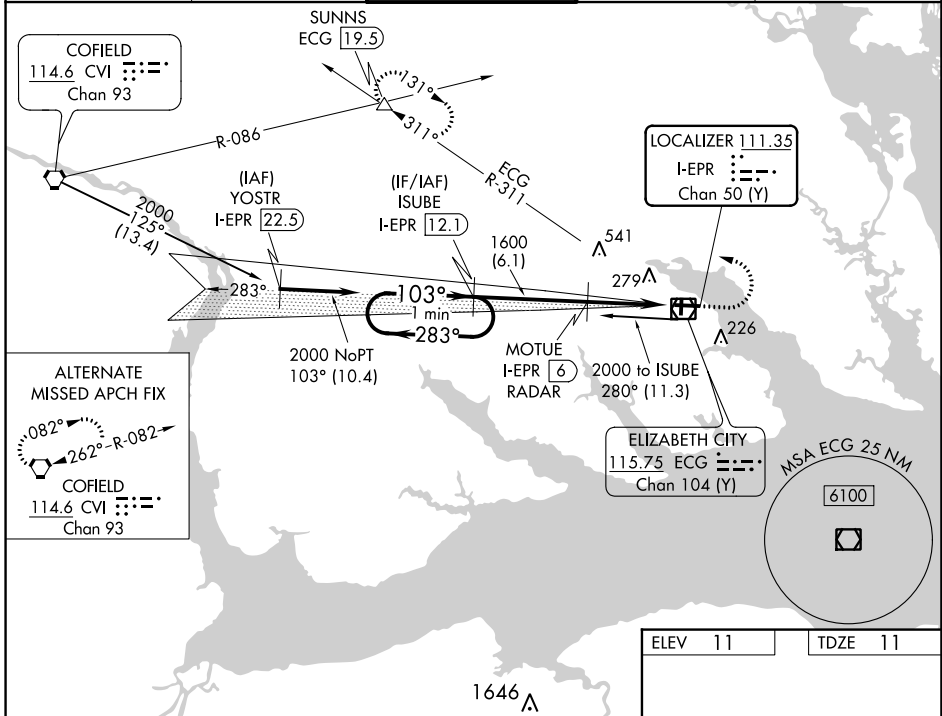 SUNNS
ECG 19.5
COFIELD
114.6 CVI
Chan 93
131°
311°
R-086
ECG
R-311
LOCALIZER 111.35
I-EPR
Chan 50 (Y)
(IAF)
YOSTR
I-EPR 22.5
(IF/IAF)
ISUBE
I-EPR 12.1
2000
125°
(13.4)
1600
(6.1)
541
279
283°
103°
1 min
283°
226
2000 NoPT
103° (10.4)
MOTUE
I-EPR 6
RADAR
2000 to ISUBE
280° (11.3)
ALTERNATE
MISSED APCH FIX
082°
262°
R-082
COFIELD
114.6 CVI
Chan 93
ELIZABETH CITY
115.75 ECG
Chan 104 (Y)
MSA ECG 25 NM
6100
ELEV 11
TDZE 11
1646